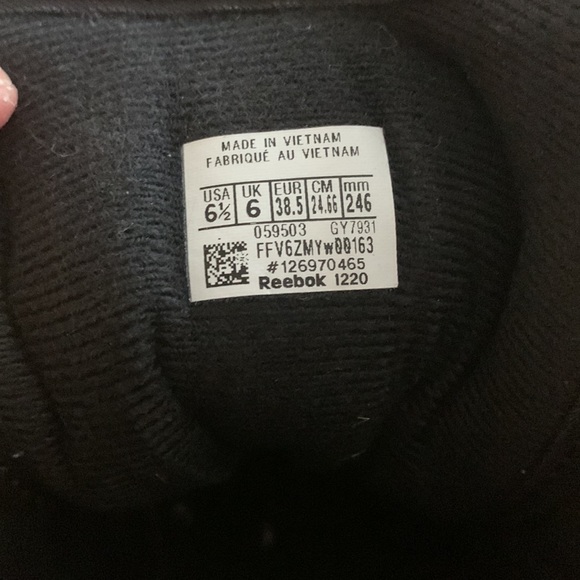 MADE IN VIETNAM
FABRIQUÉ AU VIETNAM
USA UK EUR CM mm
6½ 6 38.5 24.66 246
059503 GY7931
FFV6ZMYw00163
#126970465
Reebok 1220